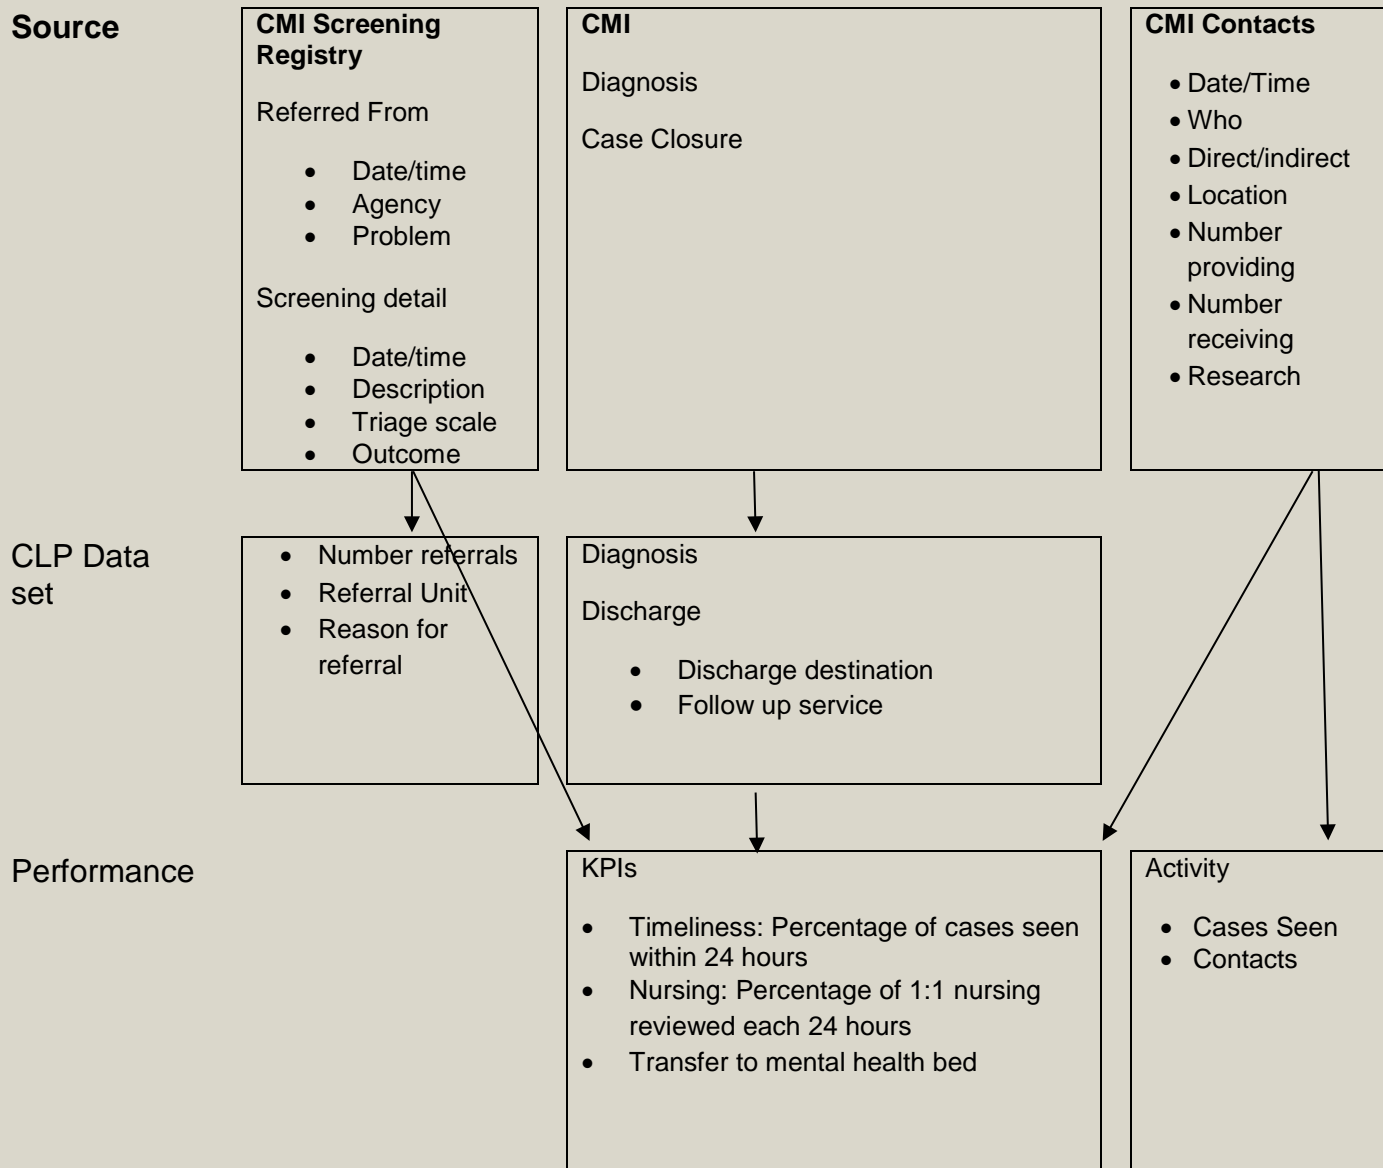 Source
CMI Screening
Registry
Referred From
• Date/time
• Agency
• Problem
Screening detail
• Date/time
• Description
• Triage scale
• Outcome
CMI
Diagnosis
Case Closure
CMI Contacts
• Date/Time
• Who
• Direct/indirect
• Location
• Number
providing
• Number
receiving
• Research
CLP Data
set
• Number referrals
• Referral Unit
• Reason for
referral
Diagnosis
Discharge
• Discharge destination
• Follow up service
Performance
KPIs
• Timeliness: Percentage of cases seen
within 24 hours
• Nursing: Percentage of 1:1 nursing
reviewed each 24 hours
• Transfer to mental health bed
Activity
• Cases Seen
• Contacts